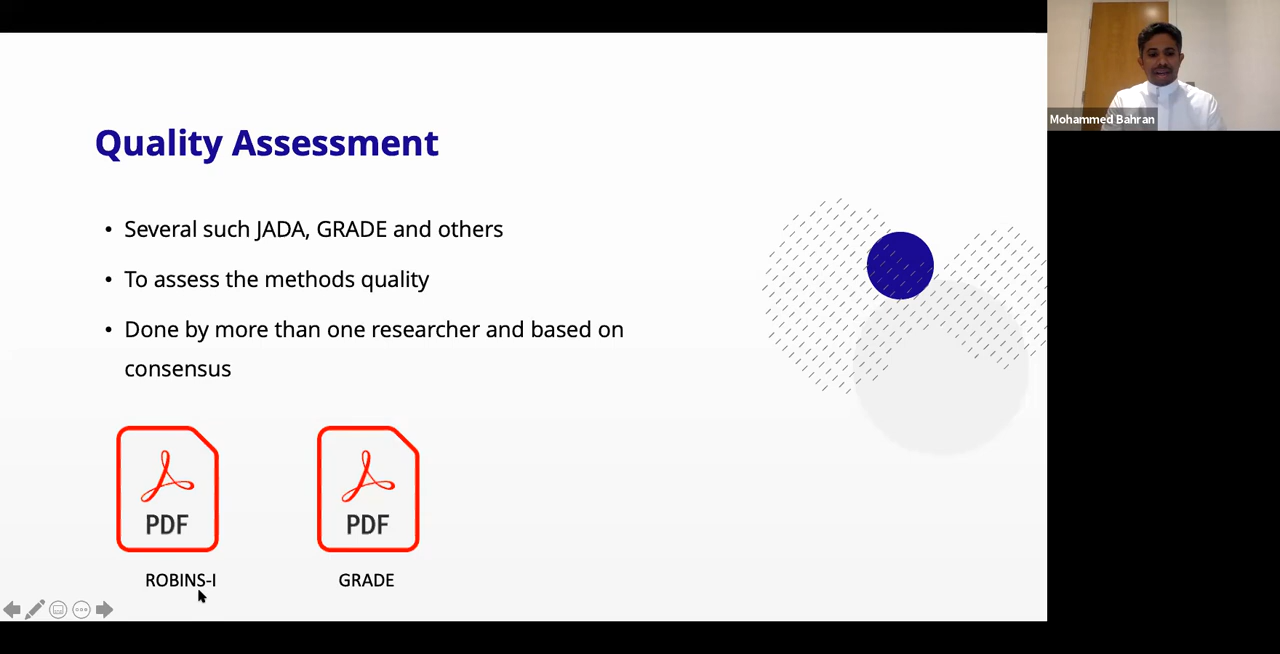 Quality Assessment
• Several such JADA, GRADE and others
• To assess the methods quality
• Done by more than one researcher and based on
consensus
PDF
PDF
ROBINS-I
GRADE
Mohammed Bahran